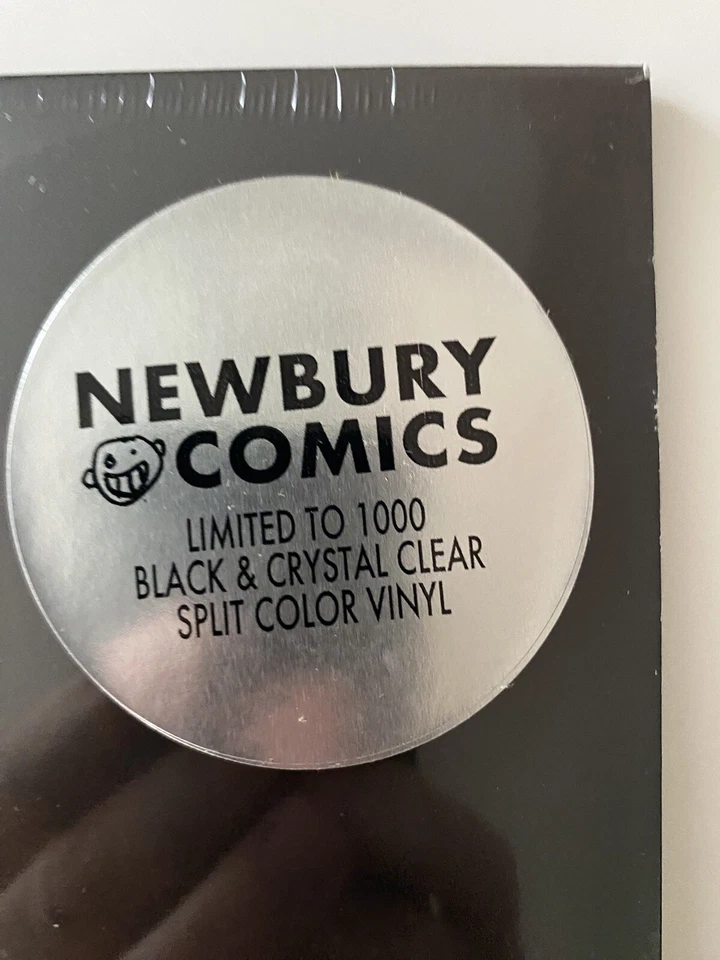 NEWBURY
COMICS
LIMITED TO 1000
BLACK & CRYSTAL CLEAR
SPLIT COLOR VINYL